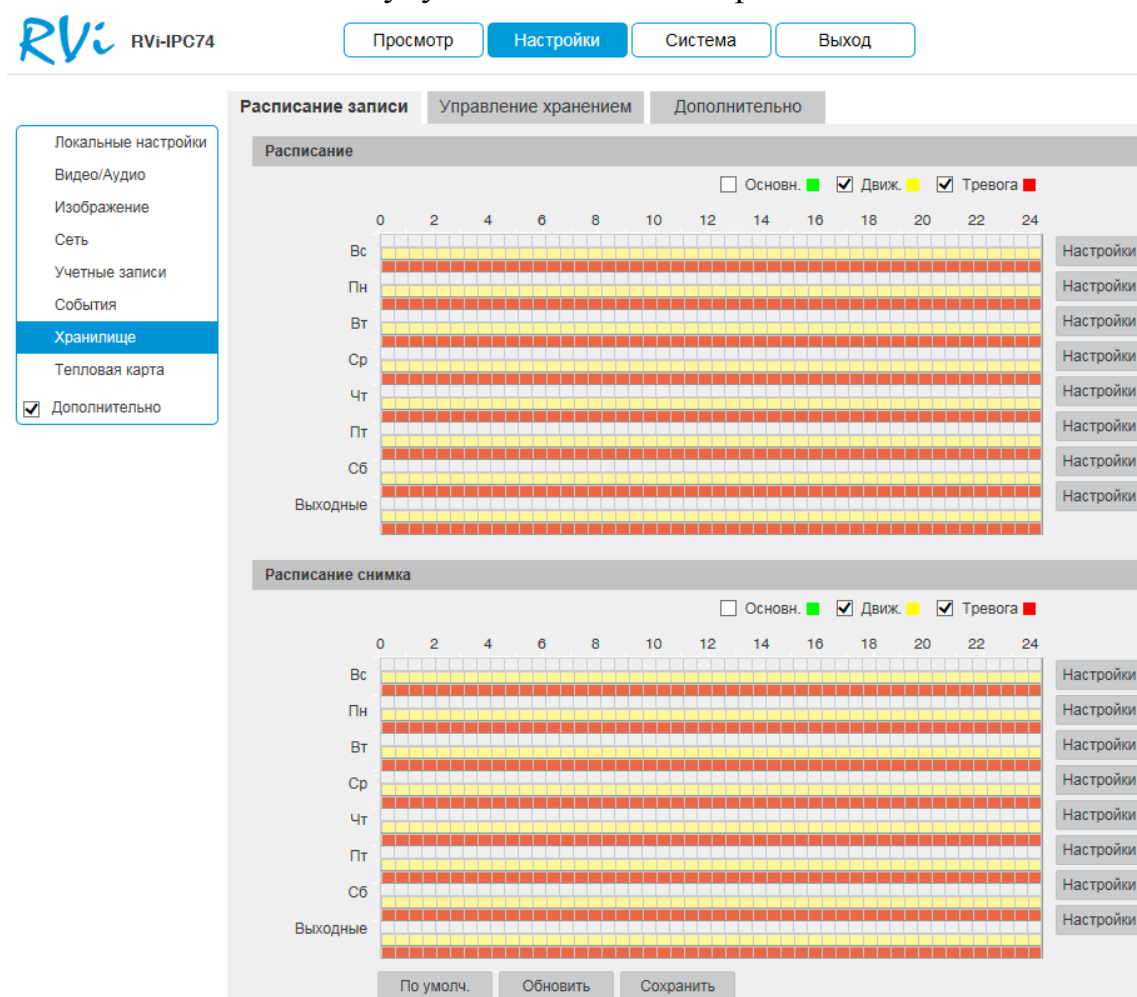 RVi RVi-IPC74 Просмотр Настройки Система Выход
Расписание записи Управление хранением Дополнительно
Локальные настройки
Видео/Аудио
Изображение
Сеть
Учетные записи
События
Хранилище
Тепловая карта
Дополнительно
Расписание
Основн. Движ. Тревога
0 2 4 6 8 10 12 14 16 18 20 22 24
Вс Настройки
Пн Настройки
Вт Настройки
Ср Настройки
Чт Настройки
Пт Настройки
Сб Настройки
Выходные Настройки
Расписание снимка
Основн. Движ. Тревога
0 2 4 6 8 10 12 14 16 18 20 22 24
Вс Настройки
Пн Настройки
Вт Настройки
Ср Настройки
Чт Настройки
Пт Настройки
Сб Настройки
Выходные Настройки
По умолч. Обновить Сохранить